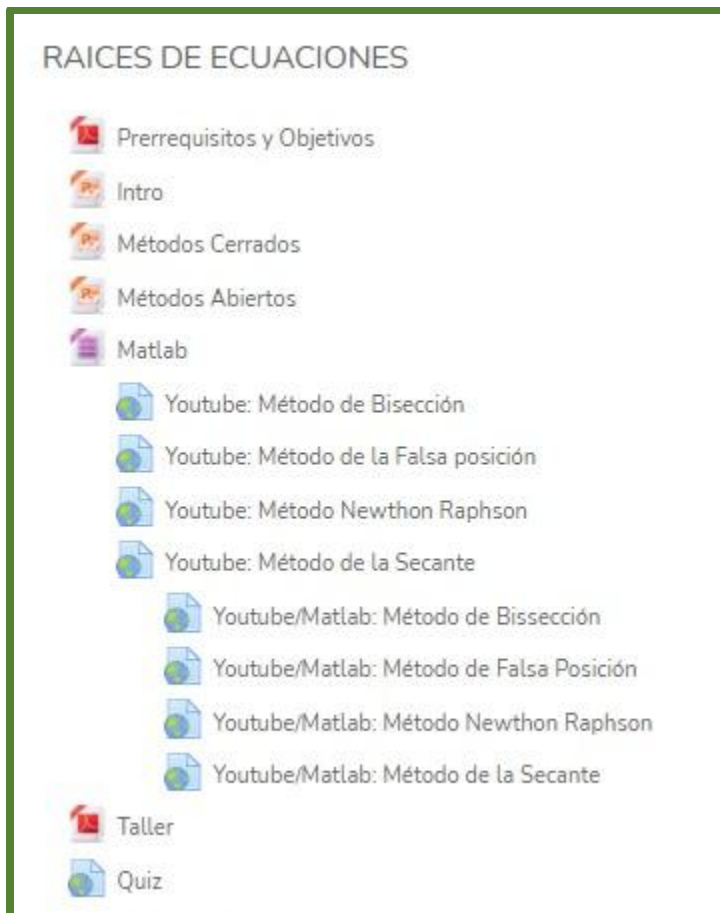 RAICES DE ECUACIONES
Prerrequisitos y Objetivos
Intro
Métodos Cerrados
Métodos Abiertos
Matlab
Youtube: Método de Bisección
Youtube: Método de la Falsa posición
Youtube: Método Newthon Raphson
Youtube: Método de la Secante
Youtube/Matlab: Método de Bissección
Youtube/Matlab: Método de Falsa Posición
Youtube/Matlab: Método Newthon Raphson
Youtube/Matlab: Método de la Secante
Taller
Quiz